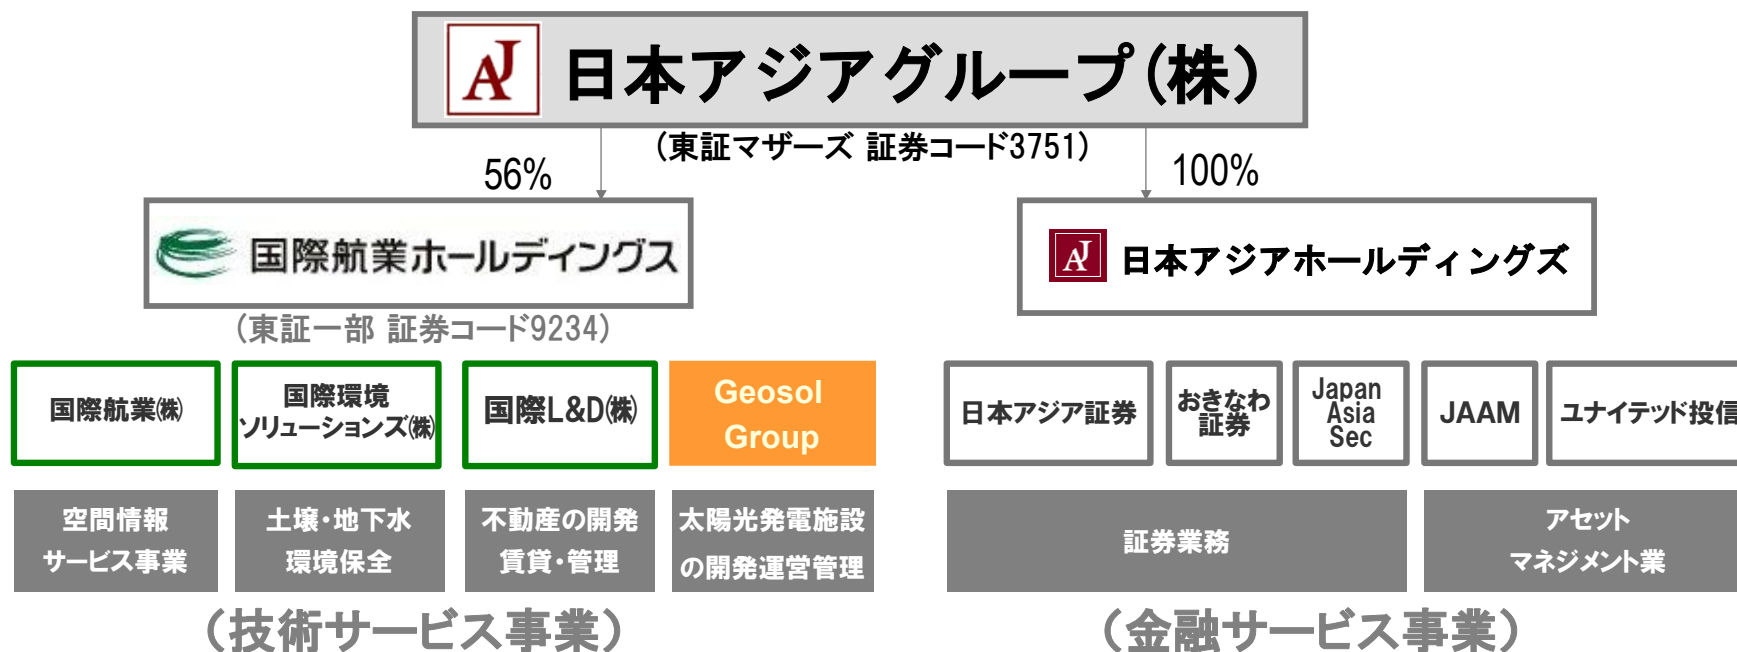 AJ 日本アジアグループ(株)
(東証マザーズ 証券コード3751)
56%
100%
国際航業ホールディングス
AJ 日本アジアホールディングズ
(東証一部 証券コード9234)
国際航業㈱
国際環境
ソリューションズ㈱
国際L&D㈱
Geosol
Group
日本アジア証券
おきなわ
証券
Japan
Asia
Sec
JAAM
ユナイテッド投信
空間情報
サービス事業
土壌・地下水
環境保全
不動産の開発
賃貸・管理
太陽光発電施設
の開発運営管理
証券業務
アセット
マネジメント業
(技術サービス事業)
(金融サービス事業)